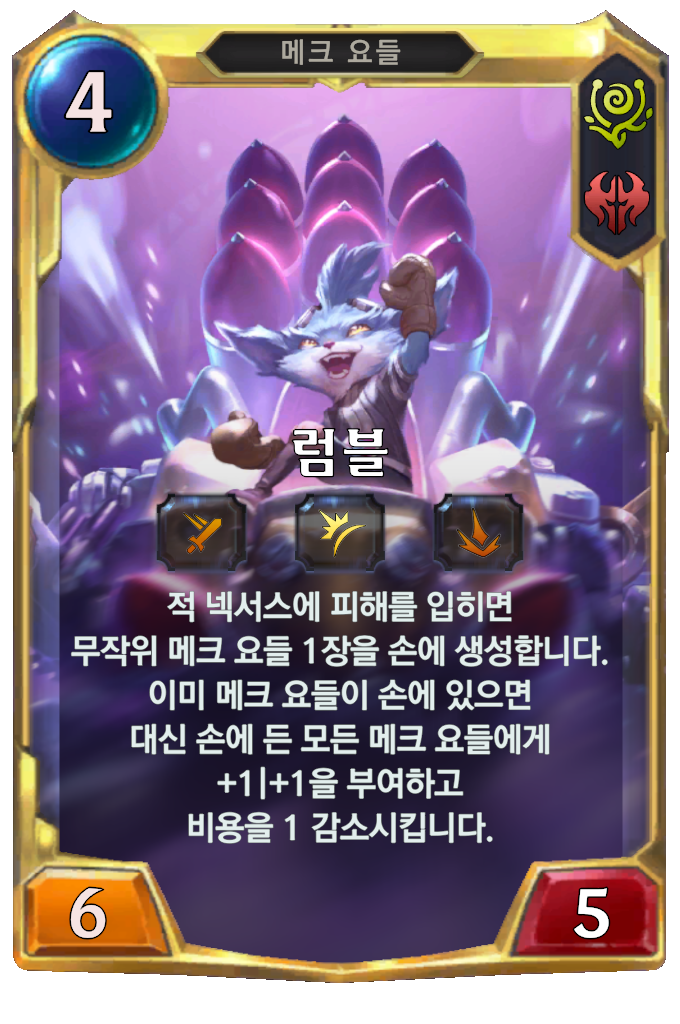 메크 요들
4
럼블
적 넥서스에 피해를 입히면
무작위 메크 요들 1장을 손에 생성합니다.
이미 메크 요들이 손에 있으면
대신 손에 든 모든 메크 요들에게
+1|+1을 부여하고
비용을 1 감소시킵니다.
6
5